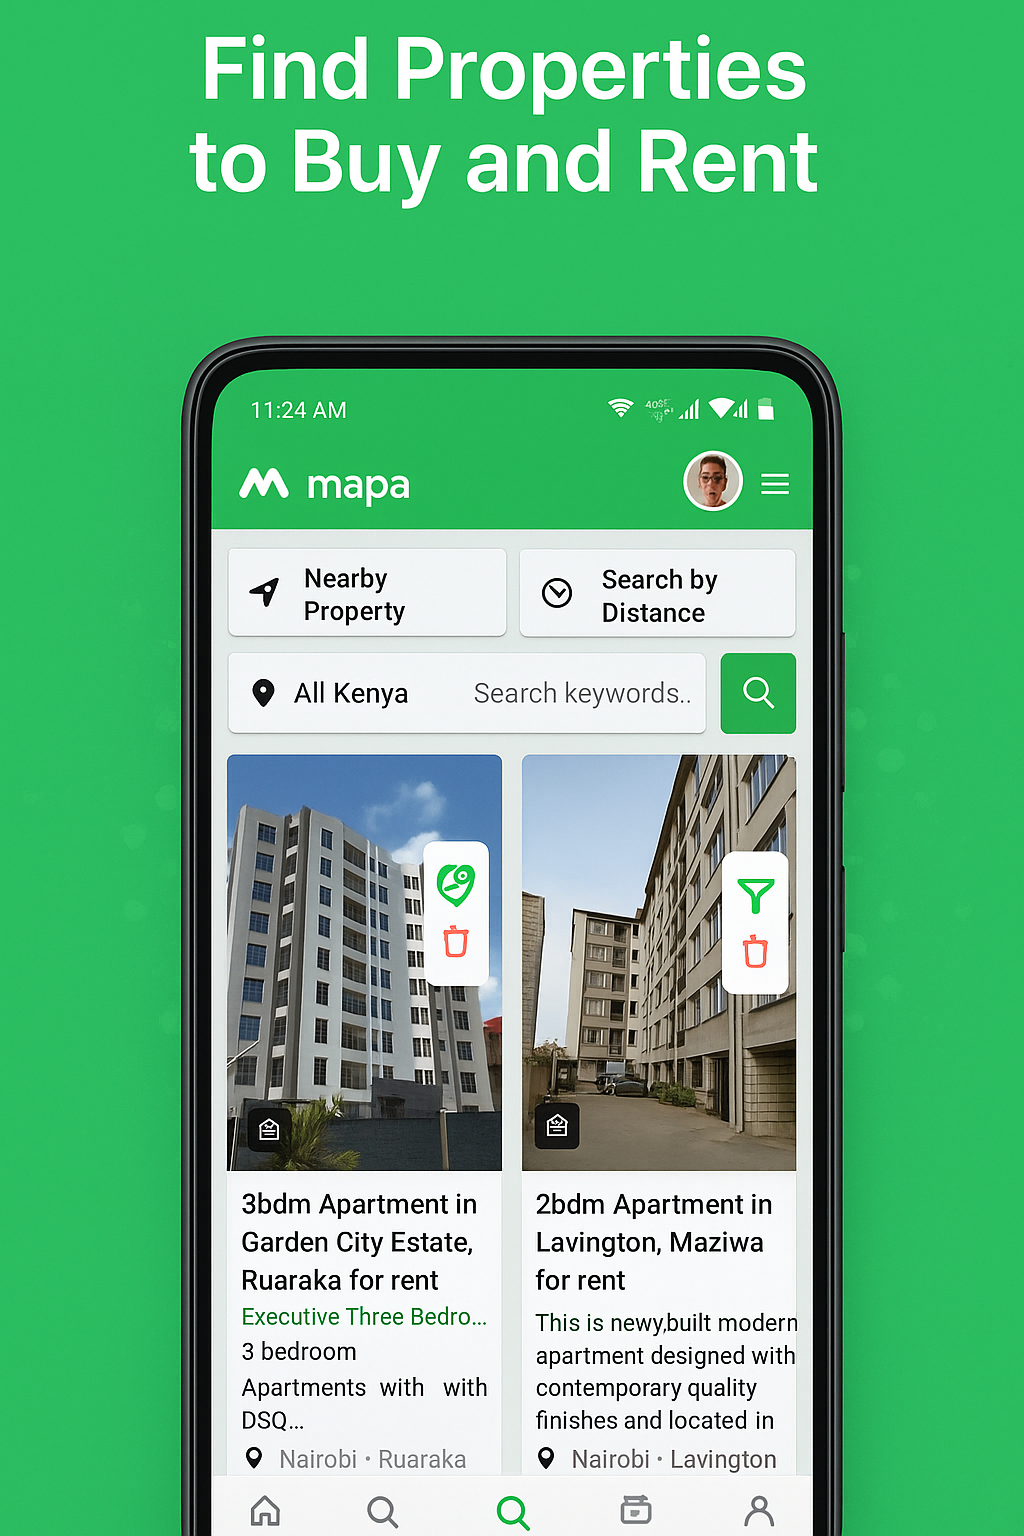 Find Properties
to Buy and Rent
11:24 AM
mapa
Nearby
Property
Search by
Distance
All Kenya
Search keywords..
3bdm Apartment in
Garden City Estate,
Ruaraka for rent
Executive Three Bedro...
3 bedroom
Apartments with with
DSQ...
Nairobi • Ruaraka
2bdm Apartment in
Lavington, Maziwa
for rent
This is newy,built modern
apartment designed with
contemporary quality
finishes and located in
Nairobi • Lavington